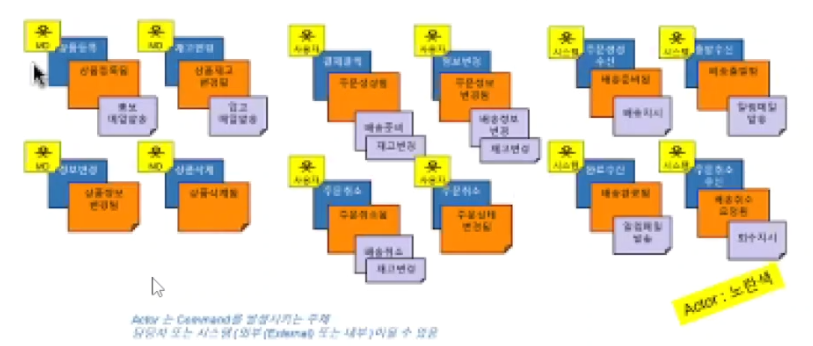 MD
상품등록
상품등록됨
홍보
메일발송
MD
재고변경
상품재고
변경됨
입고
메일발송
MD
정보변경
상품정보
변경됨
MD
상품삭제
상품삭제됨
사용자
결제클릭
주문생성됨
배송준비
재고변경
사용자
정보변경
주문정보
변경됨
배송정보
변경
재고변경
사용자
주문취소
주문취소됨
배송취소
재고변경
사용자
주문취소
주문상태
변경됨
시스템
주문생성
수신
배송준비됨
배송지시
시스템
출발수신
배송출발됨
알림메일
발송
시스템
완료수신
배송완료됨
알림메일
발송
시스템
주문취소
수신
배송취소
요청됨
회수지시
Actor : 노란색
Actor 는 Command를 발생시키는 주체
담당자 또는 시스템 (외부 (External) 또는 내부 )이될 수 있음